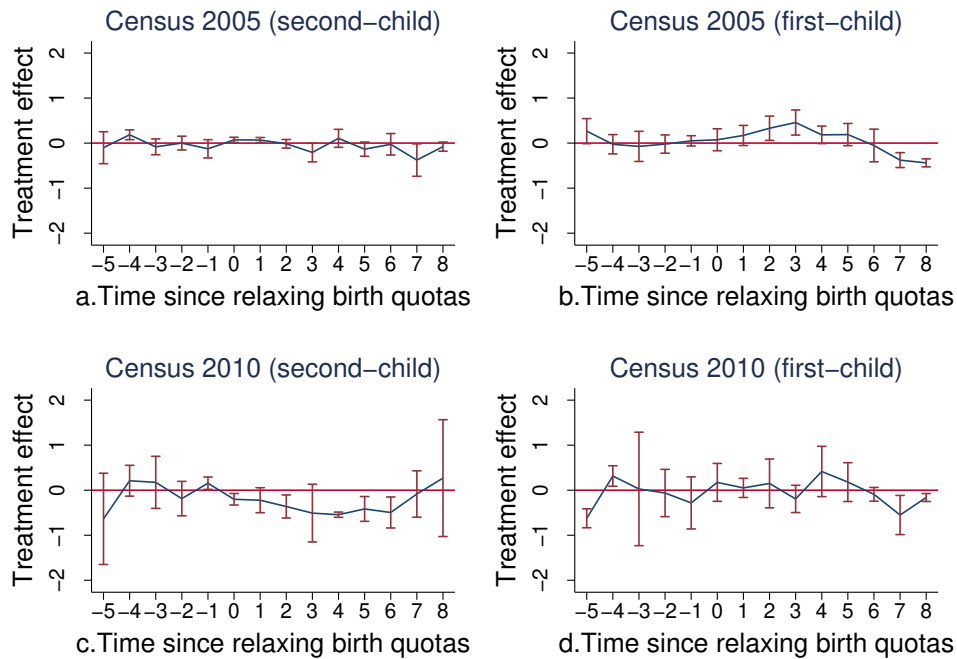 Census 2005 (second−child)
Treatment effect
2
1
0
−1
−2
−5 −4 −3 −2 −1 0 1 2 3 4 5 6 7 8
a.Time since relaxing birth quotas
Census 2005 (first−child)
Treatment effect
2
1
0
−1
−2
−5 −4 −3 −2 −1 0 1 2 3 4 5 6 7 8
b.Time since relaxing birth quotas
Census 2010 (second−child)
Treatment effect
2
1
0
−1
−2
−5 −4 −3 −2 −1 0 1 2 3 4 5 6 7 8
c.Time since relaxing birth quotas
Census 2010 (first−child)
Treatment effect
2
1
0
−1
−2
−5 −4 −3 −2 −1 0 1 2 3 4 5 6 7 8
d.Time since relaxing birth quotas